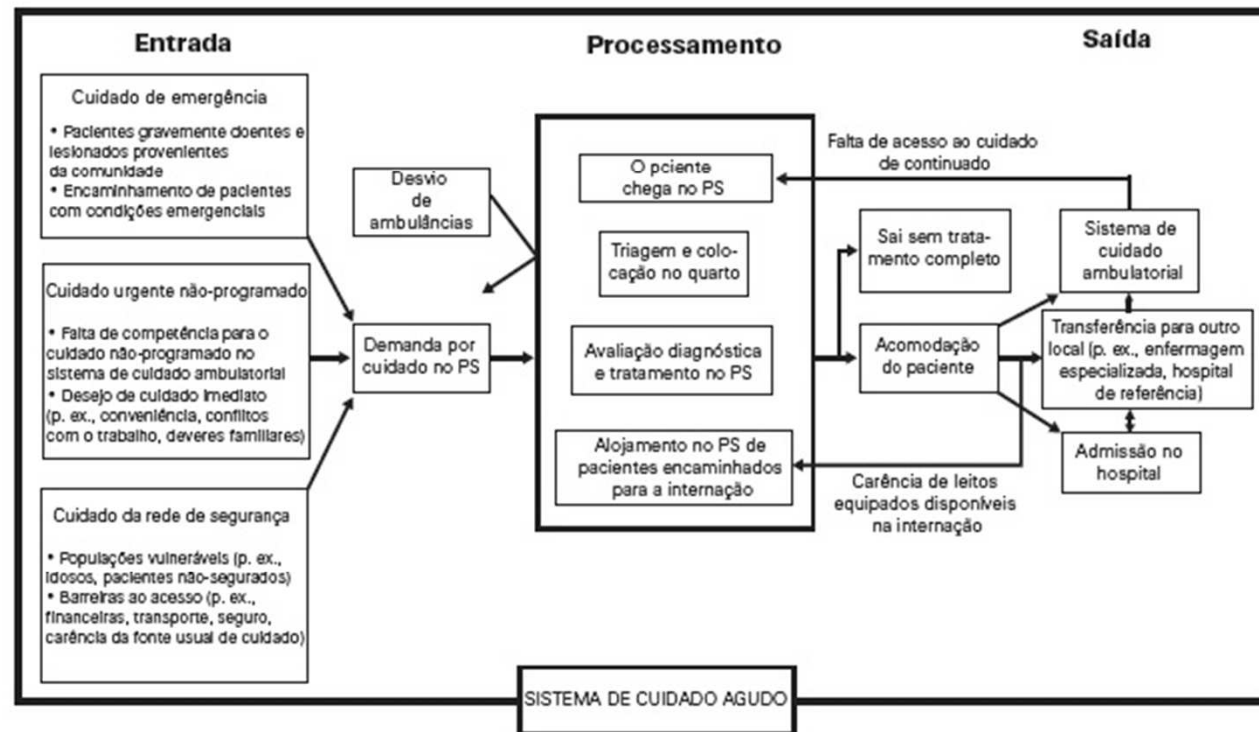 Entrada
Processamento
Saída
Cuidado de emergência
• Pacientes gravemente doentes e
lesionados provenientes
da comunidade
• Encaminhamento de pacientes
com condições emergenciais
Cuidado urgente não-programado
• Falta de competência para o
cuidado não-programado no
sistema de cuidado ambulatorial
• Desejo de cuidado imediato
(p. ex., conveniência, conflitos
com o trabalho, deveres familiares)
Cuidado da rede de segurança
• Populações vulneráveis (p. ex.,
idosos, pacientes não-segurados)
• Barreiras ao acesso (p. ex.,
financeiras, transporte, seguro,
carência da fonte usual de cuidado)
Desvio
de
ambulâncias
Demanda por
cuidado no PS
O pciente
chega no PS
Triagem e colo-
cação no quarto
Avaliação diagnóstica
e tratamento no PS
Alojamento no PS de
pacientes encaminhados
para a internação
Falta de acesso ao cuidado
de continuado
Sai sem trata-
mento completo
Acomodação
do paciente
Carência de leitos
equipados disponíveis
na internação
Sistema de
cuidado
ambulatorial
Transferência para outro
local (p. ex., enfermagem
especializada, hospital
de referência)
Admissão no
hospital
SISTEMA DE CUIDADO AGUDO